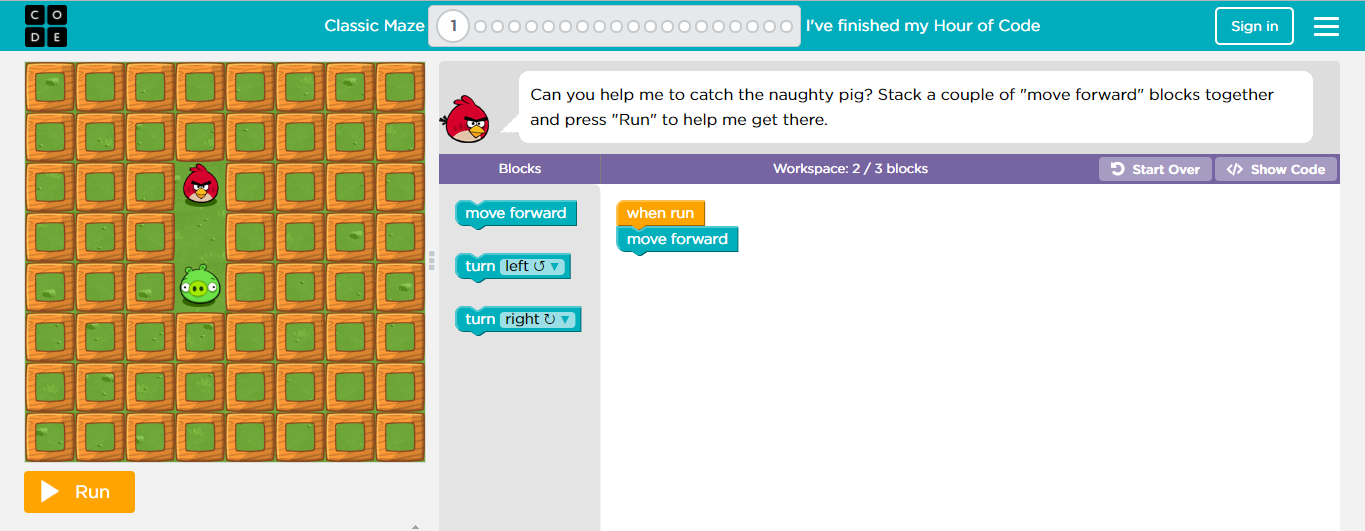 C O
D E
Classic Maze 1 I've finished my Hour of Code Sign in
Can you help me to catch the naughty pig? Stack a couple of "move forward" blocks together
and press "Run" to help me get there.
Blocks Workspace: 2 / 3 blocks Start Over Show Code
move forward
turn left ↺ ▼
turn right ↻ ▼
when run
move forward
Run